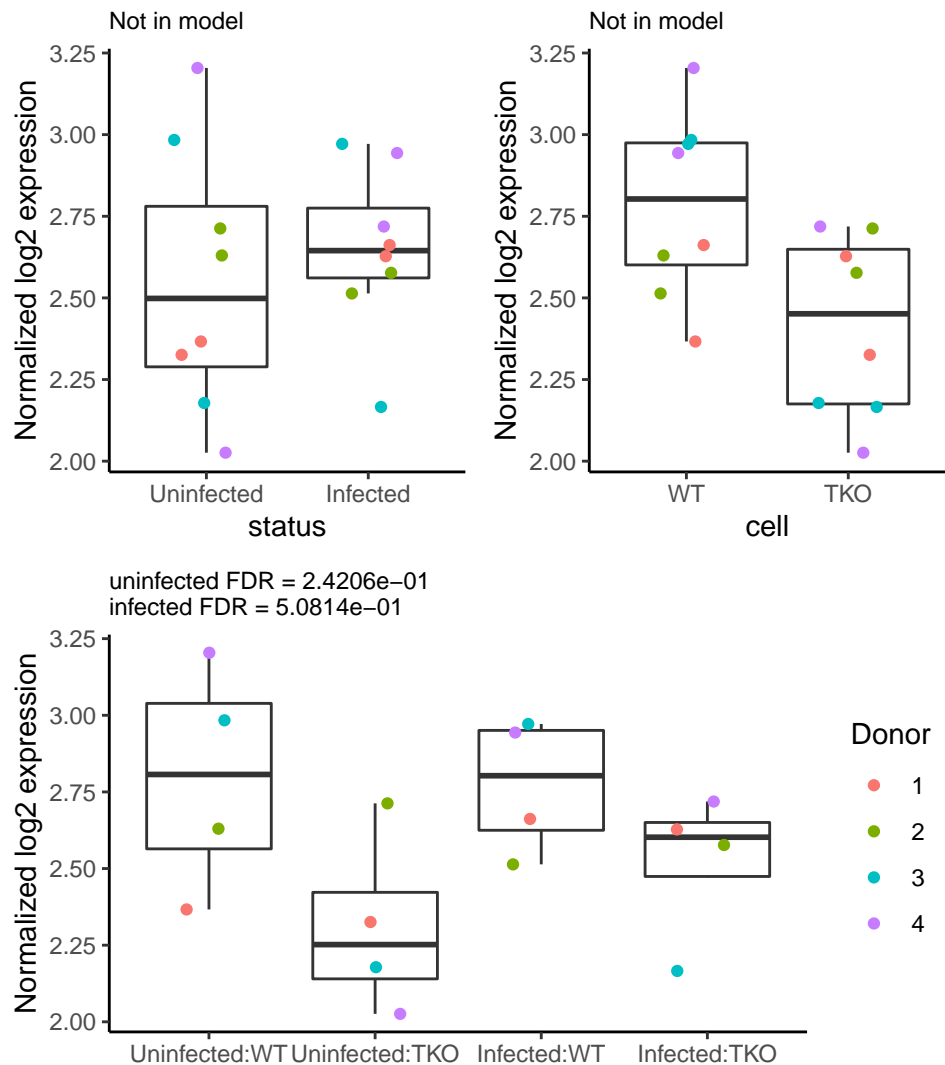 Not in model
Normalized log2 expression
3.25
3.00
2.75
2.50
2.25
2.00
Uninfected
Infected
status
Not in model
Normalized log2 expression
3.25
3.00
2.75
2.50
2.25
2.00
WT
TKO
cell
uninfected FDR = 2.4206e−01
infected FDR = 5.0814e−01
Normalized log2 expression
3.25
3.00
2.75
2.50
2.25
2.00
Uninfected:WT
Uninfected:TKO
Infected:WT
Infected:TKO
Donor
1
2
3
4